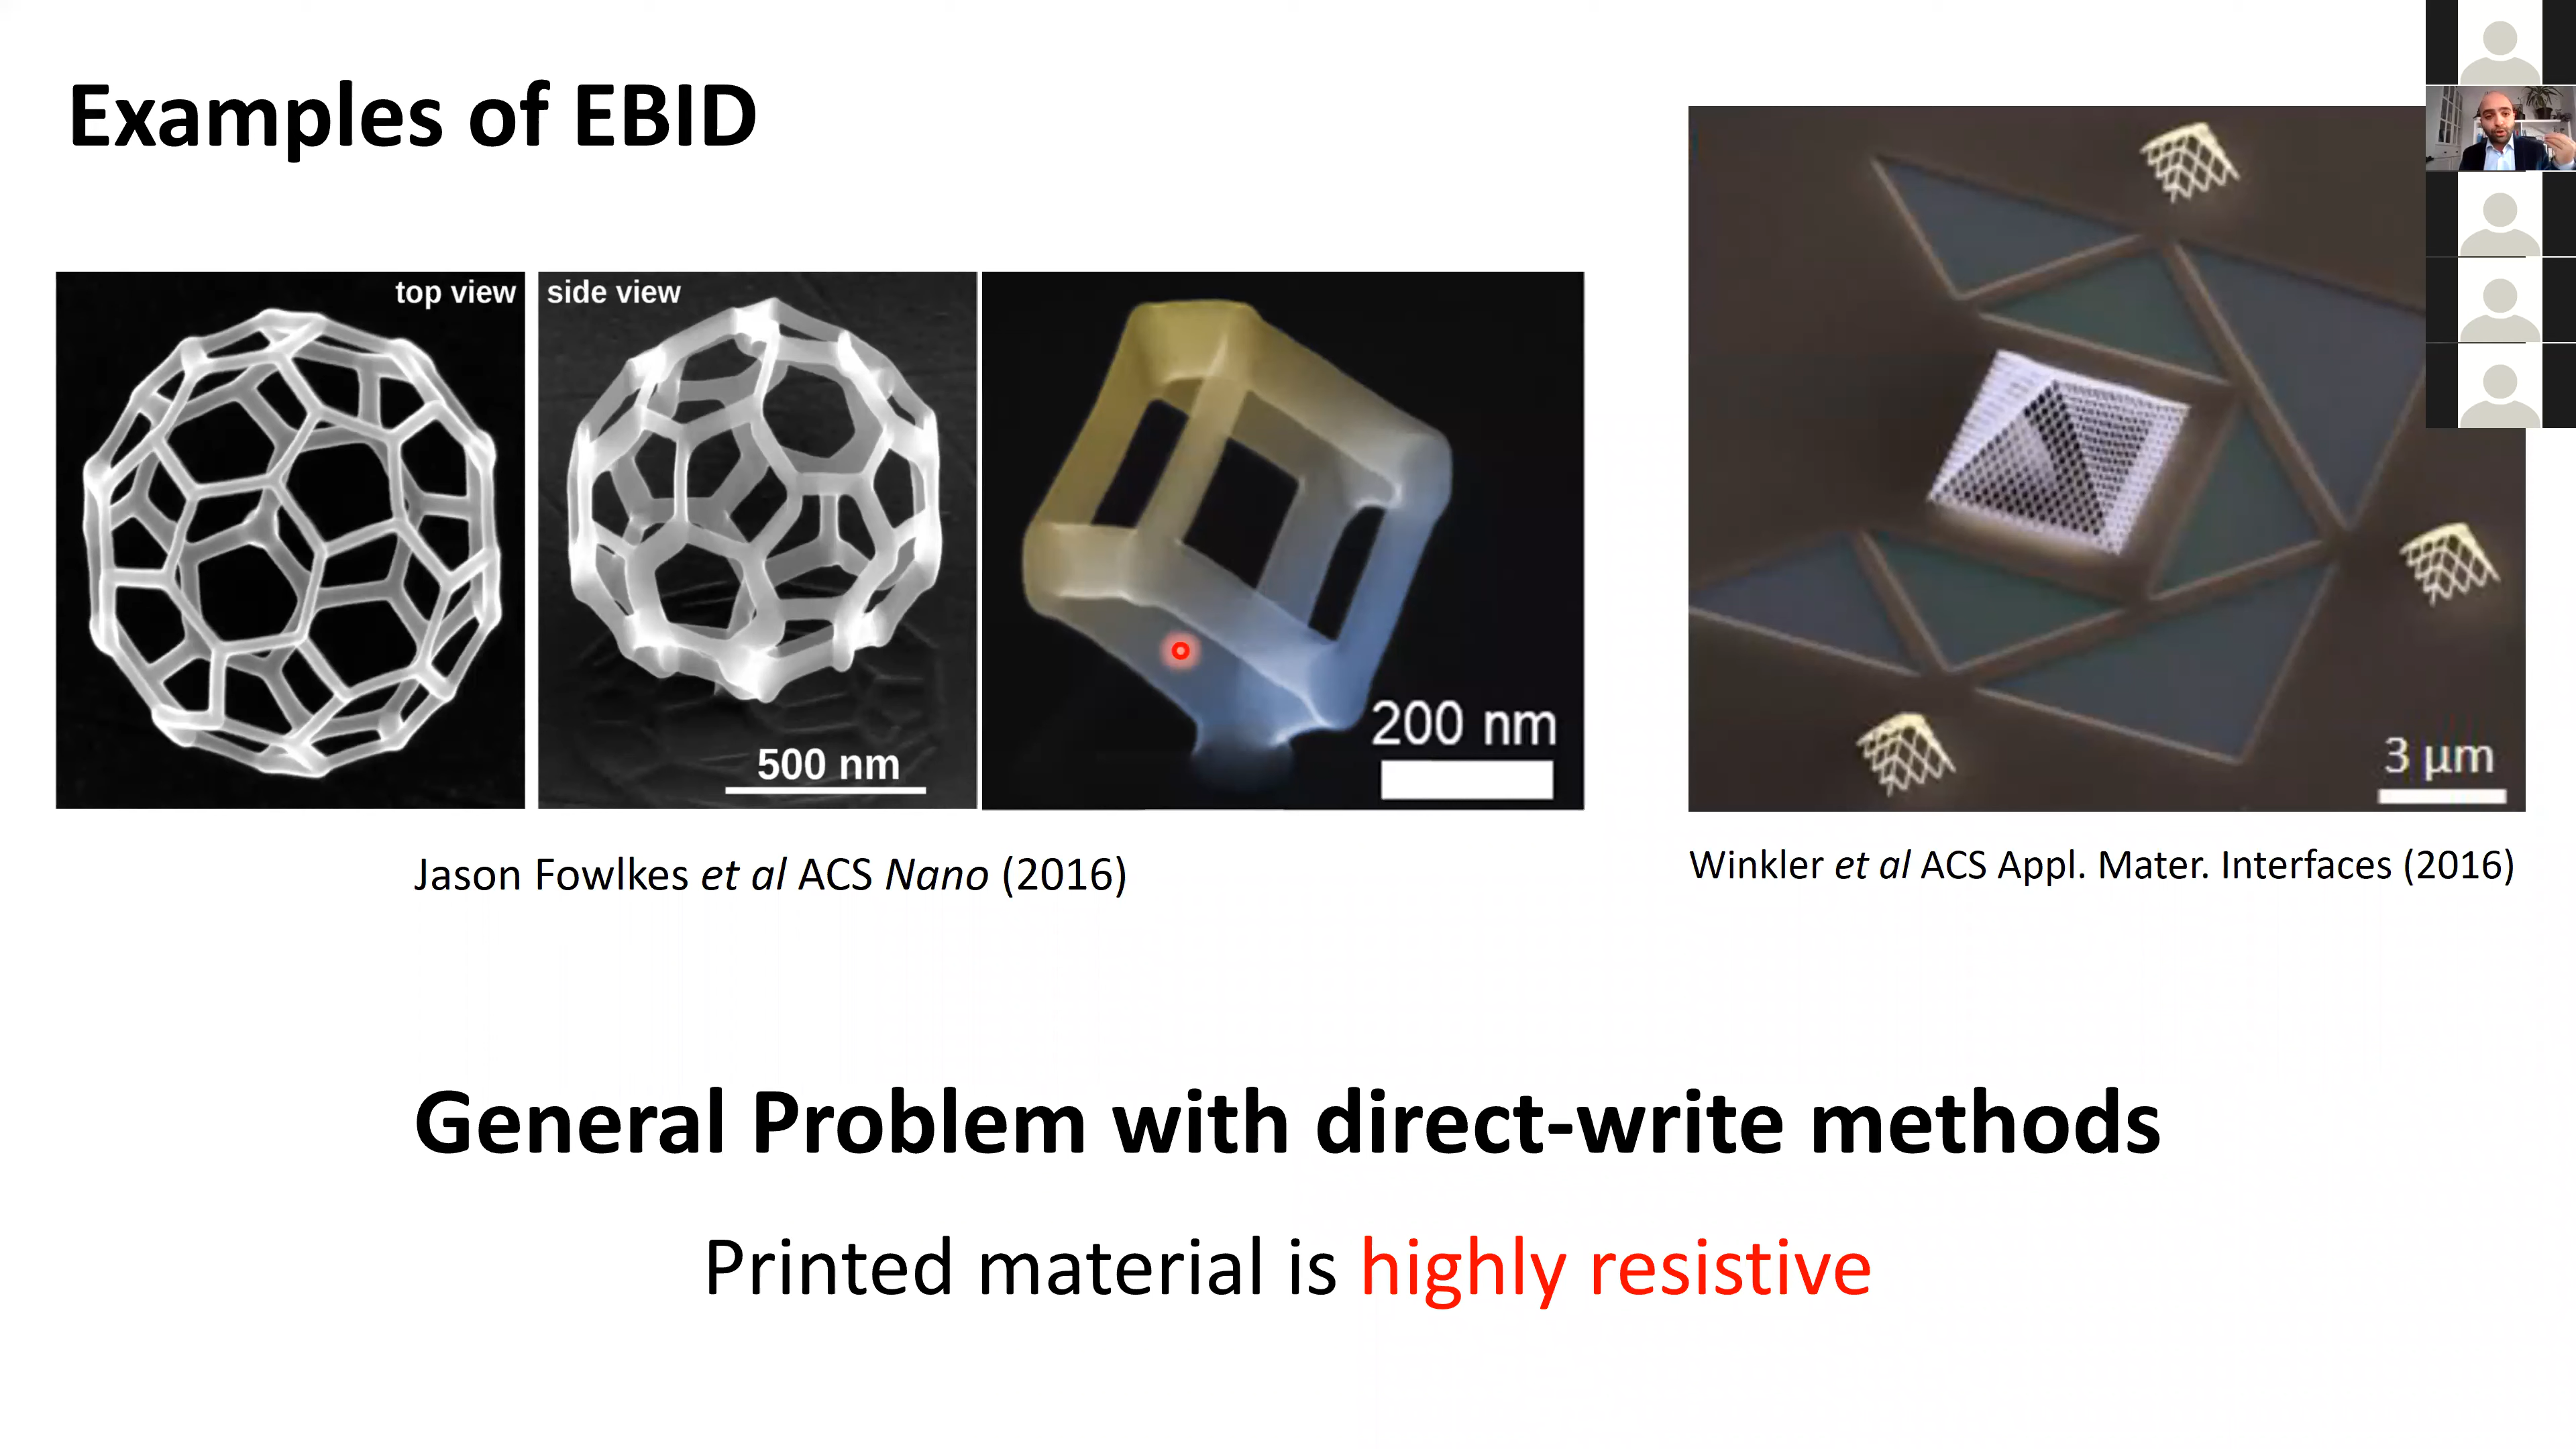 Examples of EBID
top view
side view
500 nm
200 nm
3 µm
Jason Fowlkes et al ACS Nano (2016)
Winkler et al ACS Appl. Mater. Interfaces (2016)
General Problem with direct-write methods
Printed material is highly resistive